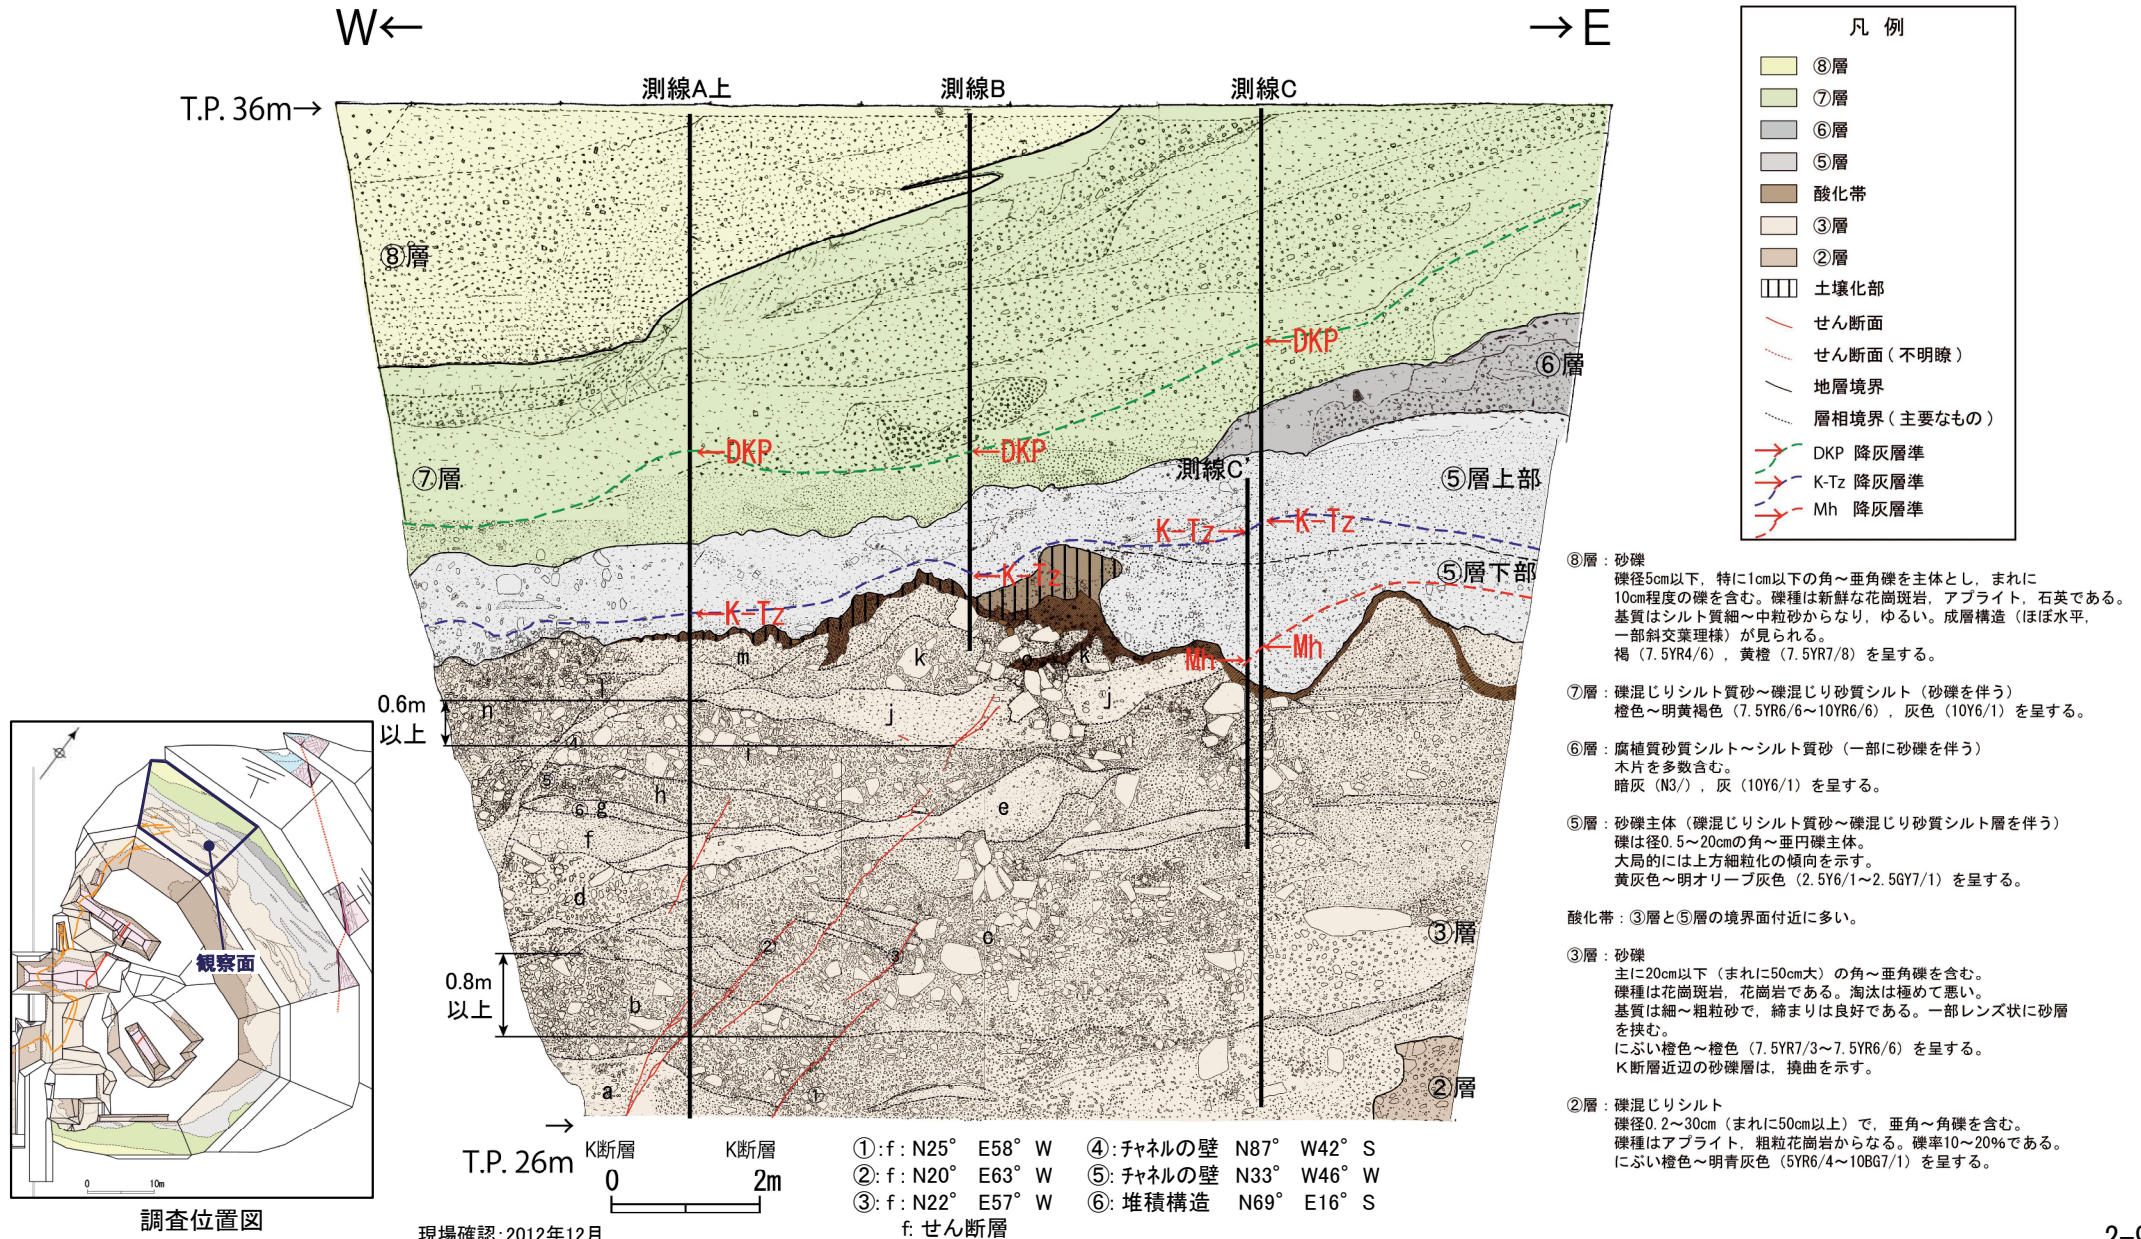 W←
→E
測線A上
測線B
測線C
T.P. 36m→
⑧層
DKP
⑥層
DKP
DKP
⑦層
測線C'
⑤層上部
K-Tz
K-Tz
⑤層下部
K-Tz
K-Tz
Mh
Mh
m
k
k
l
j
j
n
0.6m
以上
④
i
⑤
h
⑥
g
e
f
d
②
③
c
③層
0.8m
以上
b
a
①
②層
→
T.P. 26m
K断層
K断層
0
2m
①:f: N25° E58° W
②:f: N20° E63° W
③:f: N22° E57° W
f: せん断層
④:チャネルの壁 N87° W42° S
⑤:チャネルの壁 N33° W46° W
⑥: 堆積構造 N69° E16° S
現場確認:2012年12月
観察面
0
10m
調査位置図
凡 例
⑧層
⑦層
⑥層
⑤層
酸化帯
③層
②層
土壌化部
せん断面
せん断面(不明瞭)
地層境界
層相境界(主要なもの)
DKP 降灰層準
K-Tz 降灰層準
Mh 降灰層準
⑧層:砂礫
礫径5cm以下,特に1cm以下の角~亜角礫を主体とし,まれに
10cm程度の礫を含む。礫種は新鮮な花崗斑岩,アプライト,石英である。
基質はシルト質細~中粒砂からなり,ゆるい。成層構造(ほぼ水平,
一部斜交葉理様)が見られる。
褐(7.5YR4/6),黄橙(7.5YR7/8)を呈する。
⑦層:礫混じりシルト質砂~礫混じり砂質シルト(砂礫を伴う)
橙色~明黄褐色(7.5YR6/6~10YR6/6),灰色(10Y6/1)を呈する。
⑥層:腐植質砂質シルト~シルト質砂(一部に砂礫を伴う)
木片を多数含む。
暗灰(N3/),灰(10Y6/1)を呈する。
⑤層:砂礫主体(礫混じりシルト質砂~礫混じり砂質シルト層を伴う)
礫は径0.5~20cmの角~亜円礫主体。
大局的には上方細粒化の傾向を示す。
黄灰色~明オリーブ灰色(2.5Y6/1~2.5GY7/1)を呈する。
酸化帯:③層と⑤層の境界面付近に多い。
③層:砂礫
主に20cm以下(まれに50cm大)の角~亜角礫を含む。
礫種は花崗斑岩,花崗岩である。淘汰は極めて悪い。
基質は細~粗粒砂で,締まりは良好である。一部レンズ状に砂層
を挟む。
にぶい橙色~橙色(7.5YR7/3~7.5YR6/6)を呈する。
K断層近辺の砂礫層は,撓曲を示す。
②層:礫混じりシルト
礫径0.2~30cm(まれに50cm以上)で,亜角~角礫を含む。
礫種はアプライト,粗粒花崗岩からなる。礫率10~20%である。
にぶい橙色~明青灰色(5YR6/4~10BG7/1)を呈する。